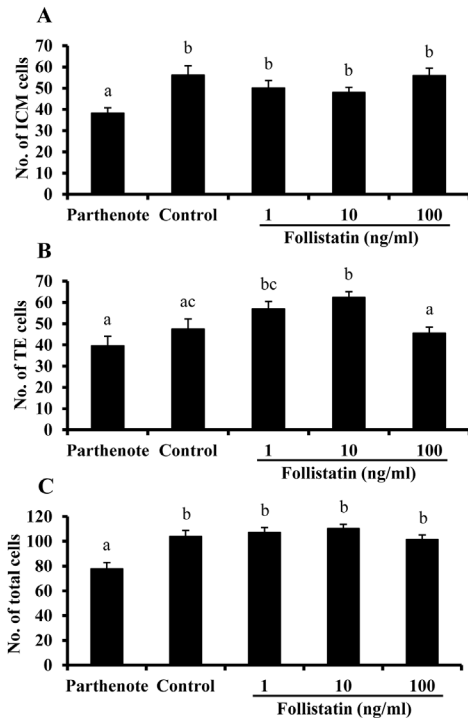 A
No. of ICM cells
70
60
50
40
30
20
10
0
a
b
b
b
b
Parthenote Control 1 10 100
Follistatin (ng/ml)
B
No. of TE cells
70
60
50
40
30
20
10
0
a
ac
bc
b
a
Parthenote Control 1 10 100
Follistatin (ng/ml)
C
No. of total cells
120
100
80
60
40
20
0
a
b
b
b
b
Parthenote Control 1 10 100
Follistatin (ng/ml)